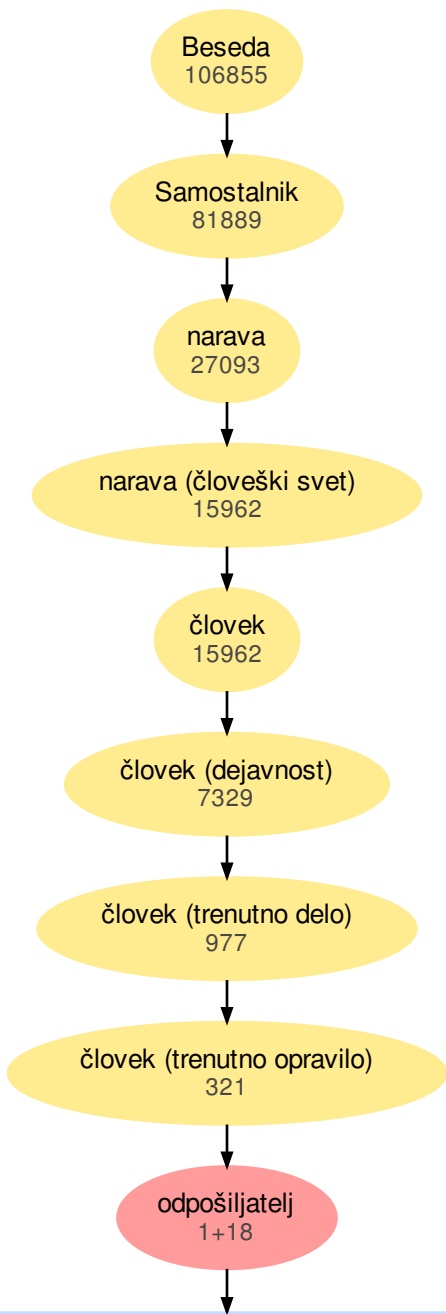 Beseda
106855
Samostalnik
81889
narava
27093
narava (človeški svet)
15962
človek
15962
človek (dejavnost)
7329
človek (trenutno delo)
977
človek (trenutno opravilo)
321
odpošiljatelj
1+18